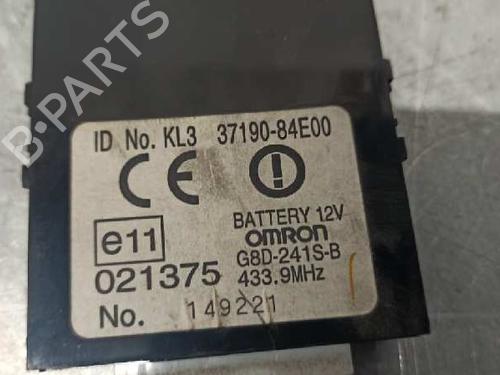 ID No. KL3 37190-84E00
CE
BATTERY 12V
e11
OMRON
G8D-241S-B
021375
433.9MHz
No. 149221
B-PARTS